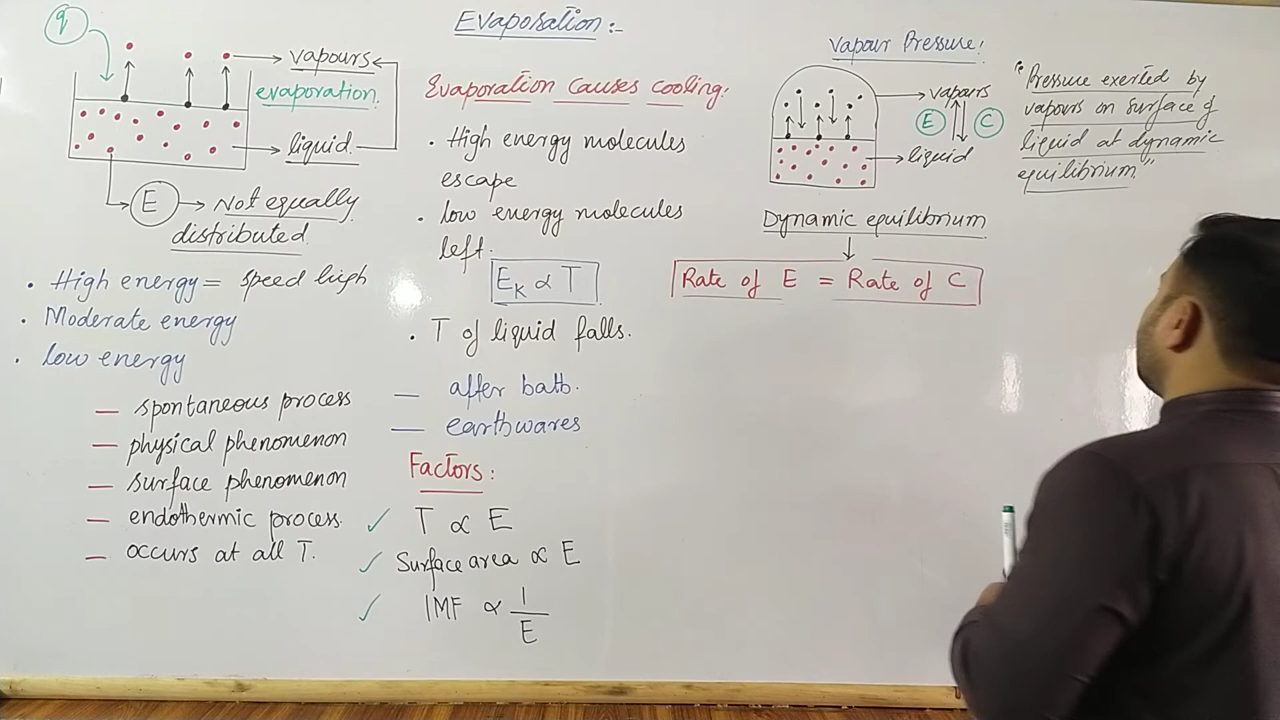 Evaporation:-
q
vapours
evaporation.
liquid.
E → Not equally
distributed.
• High energy = speed high
• Moderate energy
• low energy
— spontaneous process
— physical phenomenon
— surface phenomenon
— endothermic process.
— occurs at all T.
Evaporation causes cooling:
• High energy molecules
escape
• low energy molecules
left.
Eₖ ∝ T
• T of liquid falls.
— after bath.
— earthwares
Factors:
✓ T ∝ E
✓ Surface area ∝ E
✓ IMF ∝ 1/E
Vapour Pressure:
vapours
E C
liquid
Dynamic equilibrium
Rate of E = Rate of C
"Pressure exerted by
vapours on surface of
liquid at dynamic
equilibrium."